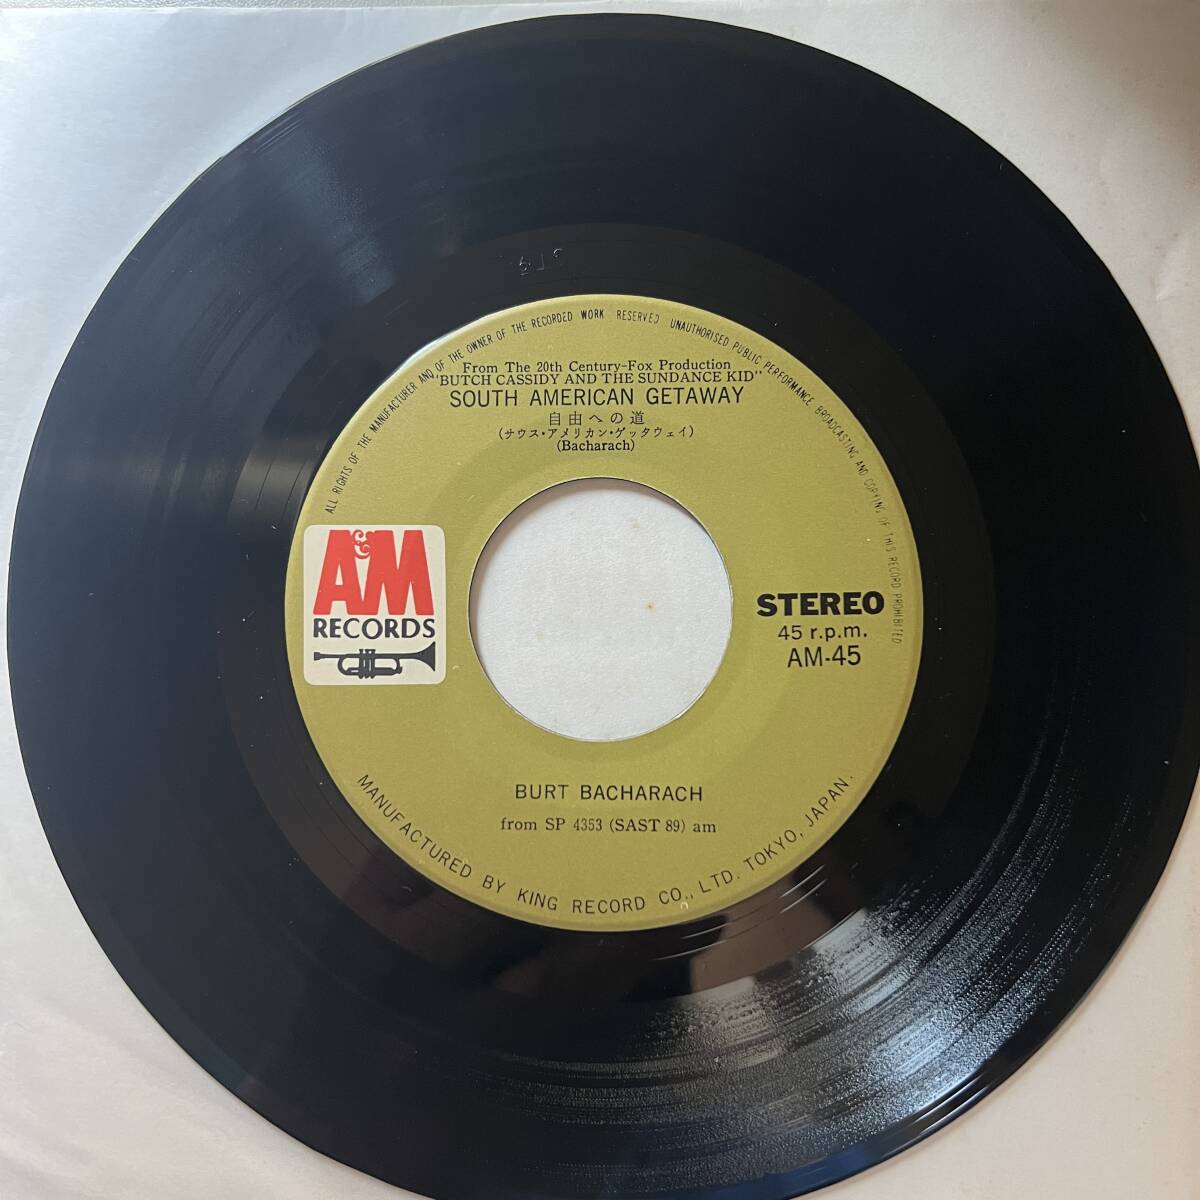 ALL RIGHTS OF THE MANUFACTURER AND OF THE OWNER OF THE RECORDED WORK RESERVED UNAUTHORISED PUBLIC PERFORMANCE BROADCASTING AND COPYING OF THIS RECORD PROHIBITED
From The 20th Century-Fox Production
"BUTCH CASSIDY AND THE SUNDANCE KID"
SOUTH AMERICAN GETAWAY
自由への道
(サウス・アメリカン・ゲッタウェイ)
(Bacharach)
A&M
RECORDS
STEREO
45 r.p.m.
AM-45
BURT BACHARACH
from SP 4353 (SAST 89) am
MANUFACTURED BY KING RECORD CO., LTD. TOKYO, JAPAN.